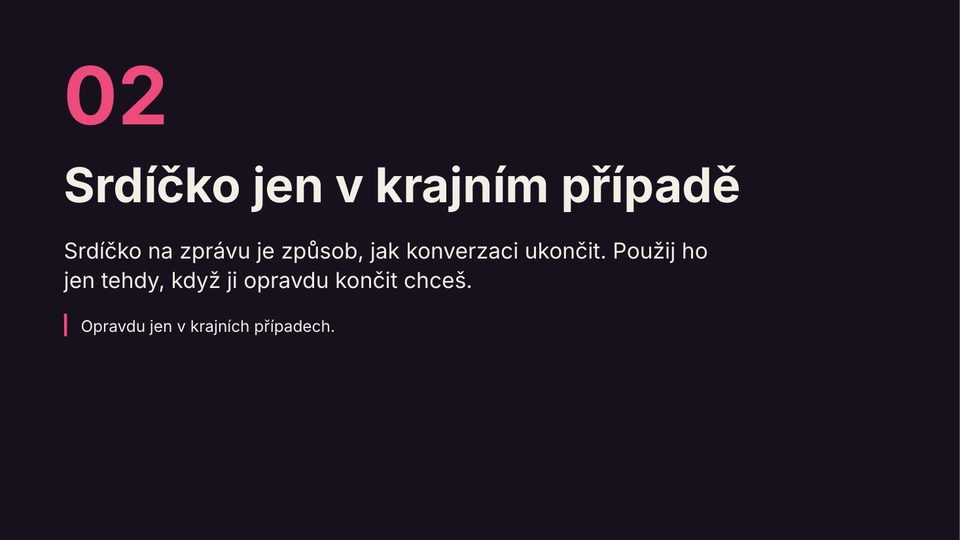 02
Srdíčko jen v krajním případě
Srdíčko na zprávu je způsob, jak konverzaci ukončit. Použij ho
jen tehdy, když ji opravdu končit chceš.
Opravdu jen v krajních případech.